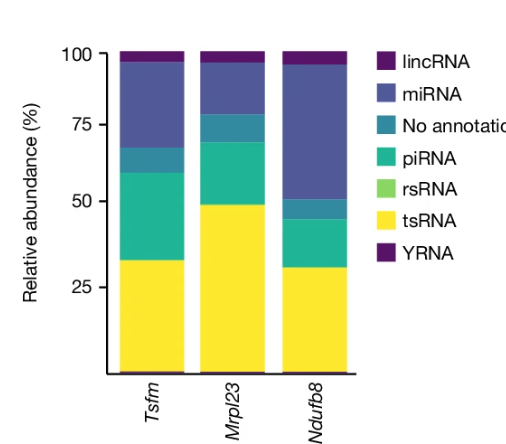 Relative abundance (%)
100
75
50
25
Tsfm
Mrpl23
Ndufb8
lincRNA
miRNA
No annotatio
piRNA
rsRNA
tsRNA
YRNA